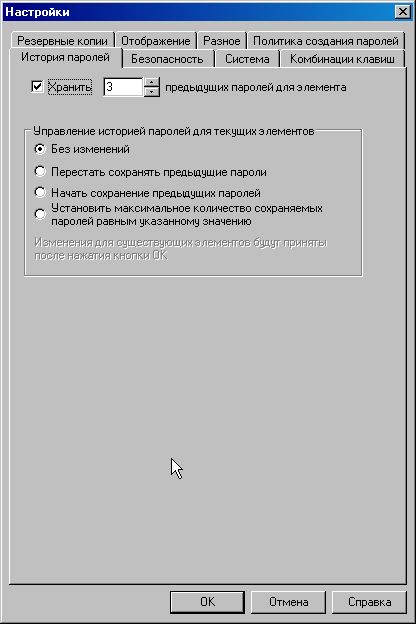 Настройки
Резервные копии Отображение Разное Политика создания паролей
История паролей Безопасность Система Комбинации клавиш
Хранить 3 предыдущих паролей для элемента
Управление историей паролей для текущих элементов
Без изменений
Перестать сохранять предыдущие пароли
Начать сохранение предыдущих паролей
Установить максимальное количество сохраняемых
паролей равным указанному значению
Изменения для существующих элементов будут приняты
после нажатия кнопки OK
OK Отмена Справка